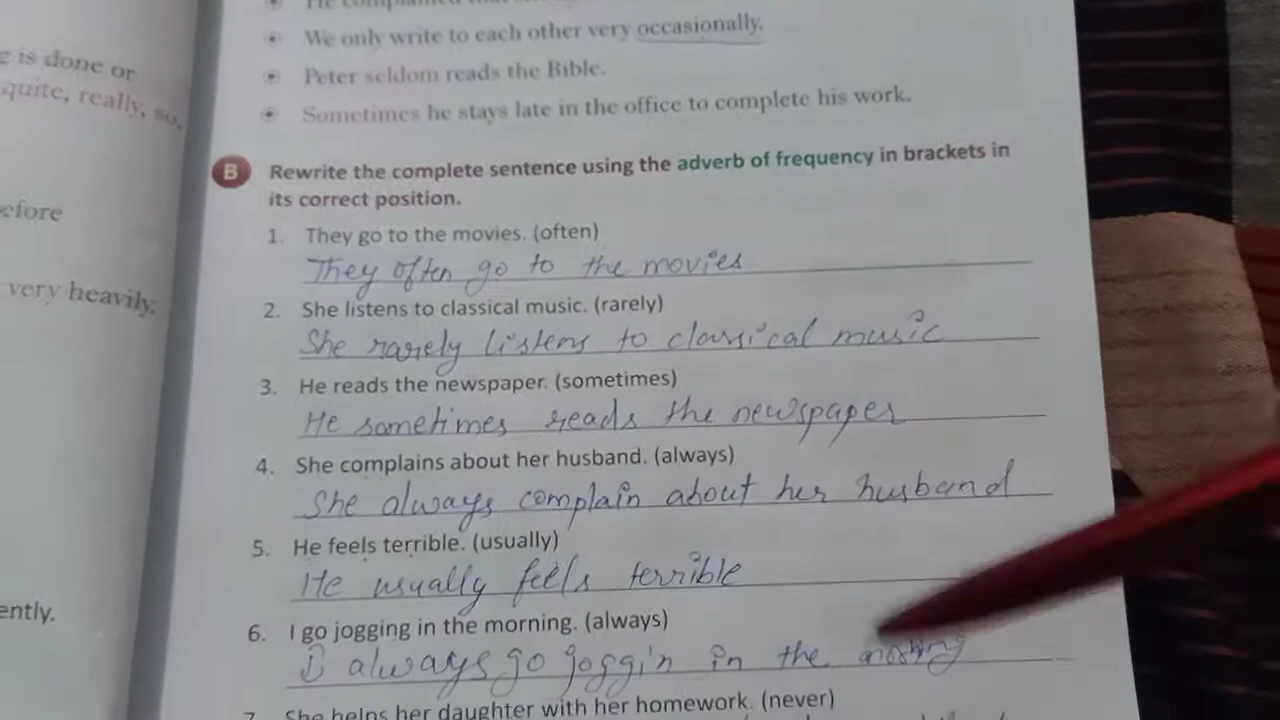 We only write to each other very occasionally.
g is done or
Peter seldom reads the Bible.
quite, really, so,
Sometimes he stays late in the office to complete his work.
B Rewrite the complete sentence using the adverb of frequency in brackets in
its correct position.
efore
1. They go to the movies. (often)
They often go to the movies
very heavily.
2. She listens to classical music. (rarely)
She rarely listens to classical music
3. He reads the newspaper. (sometimes)
He sometimes reads the newspaper
4. She complains about her husband. (always)
She always complain about her husband
5. He feels terrible. (usually)
He usually feels terrible
ently.
6. I go jogging in the morning. (always)
I always go joggin in the
7. She helps her daughter with her homework. (never)